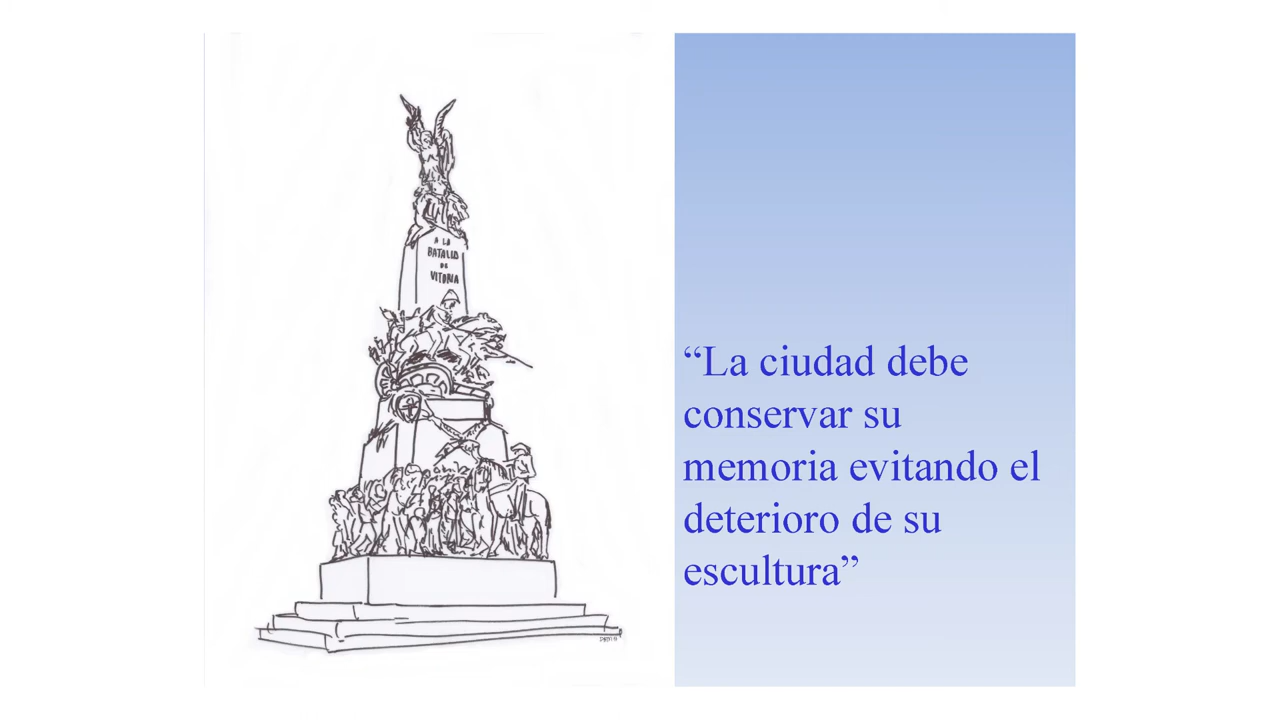 A LA
BATALLA
DE
VITORIA
“La ciudad debe
conservar su
memoria evitando el
deterioro de su
escultura”